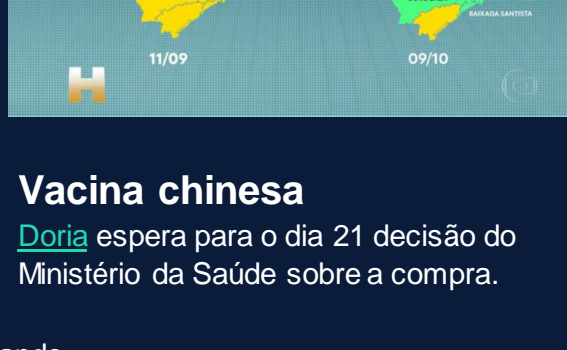 BAIXADA SANTISTA
11/09
09/10
H
Vacina chinesa
Doria espera para o dia 21 decisão do
Ministério da Saúde sobre a compra.